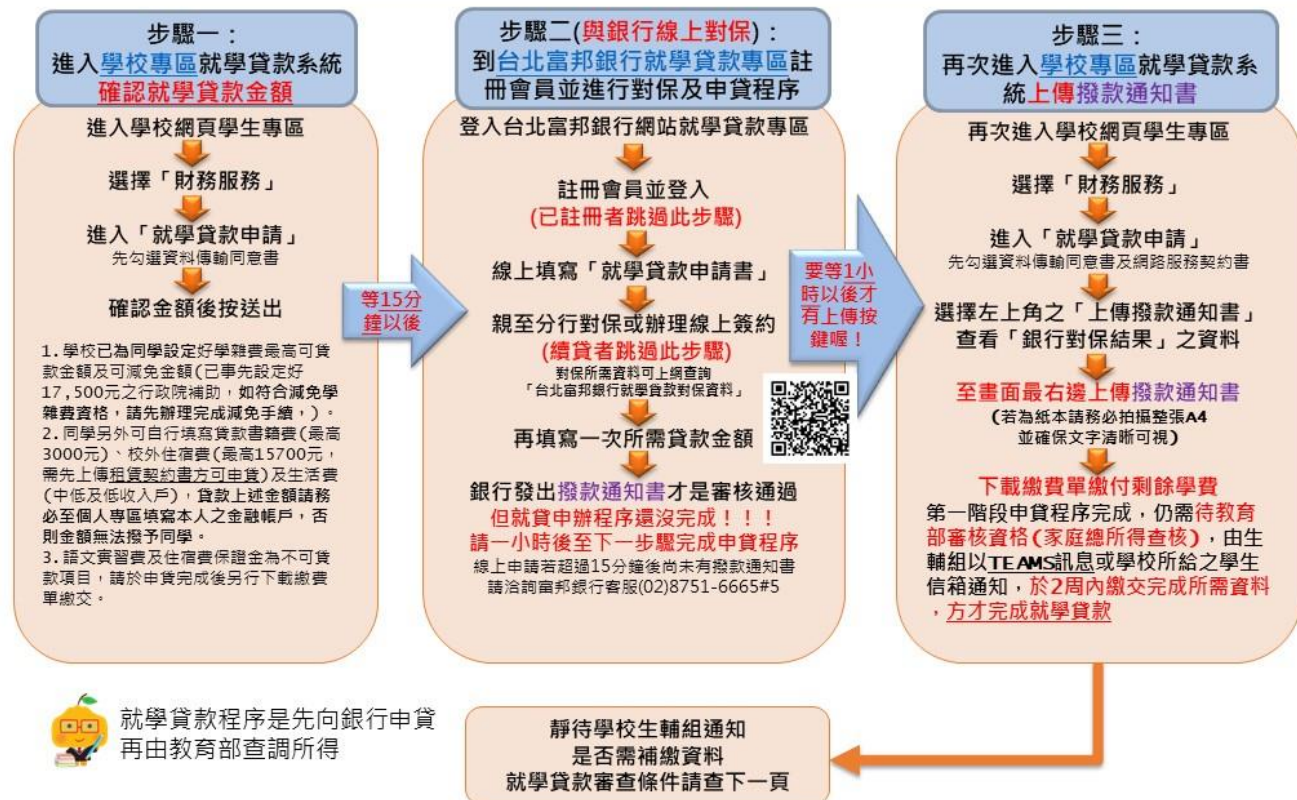 步驟一：
進入學校專區就學貸款系統
確認就學貸款金額
進入學校網頁學生專區
選擇「財務服務」
進入「就學貸款申請」
先勾選資料傳輸同意書
確認金額後按送出
1.學校已為同學設定好學雜費最高可貸
款金額及可減免金額(已事先設定好
17,500元之行政院補助，如符合減免學
雜費資格，請先辦理完成減免手續，)。
2.同學另外可自行填寫貸款書籍費(最高
3000元)、校外住宿費(最高15700元，
需先上傳租賃契約書方可申貸)及生活費
(中低及低收入戶)，貸款上述金額請務
必至個人專區填寫本人之金融帳戶，否
則金額無法撥予同學。
3.語文實習費及住宿費保證金為不可貸
款項目，請於申貸完成後另行下載繳費
單繳交。
等15分
鐘以後
步驟二(與銀行線上對保)：
到台北富邦銀行就學貸款專區註
冊會員並進行對保及申貸程序
登入台北富邦銀行網站就學貸款專區
註冊會員並登入
(已註冊者跳過此步驟)
線上填寫「就學貸款申請書」
親至分行對保或辦理線上簽約
(續貸者跳過此步驟)
對保所需資料可上網查詢
「台北富邦銀行就學貸款對保資料」
再填寫一次所需貸款金額
銀行發出撥款通知書才是審核通過
但就貸申辦程序還沒完成！！！
請一小時後至下一步驟完成申貸程序
線上申請若超過15分鐘後尚未有撥款通知書
請洽詢富邦銀行客服(02)8751-6665#5
要等1小
時以後才
有上傳按
鍵喔！
步驟三：
再次進入學校專區就學貸款系
統上傳撥款通知書
再次進入學校網頁學生專區
選擇「財務服務」
進入「就學貸款申請」
先勾選資料傳輸同意書及網路服務契約書
選擇左上角之「上傳撥款通知書」
查看「銀行對保結果」之資料
至畫面最右邊上傳撥款通知書
(若為紙本請務必拍攝整張A4
並確保文字清晰可視)
下載繳費單繳付剩餘學費
第一階段申貸程序完成，仍需待教育
部審核資格(家庭總所得查核)，由生
輔組以TEAMS訊息或學校所給之學生
信箱通知，於2周內繳交完成所需資料
，方才完成就學貸款
就學貸款程序是先向銀行申貸
再由教育部查調所得
靜待學校生輔組通知
是否需補繳資料
就學貸款審查條件請查下一頁